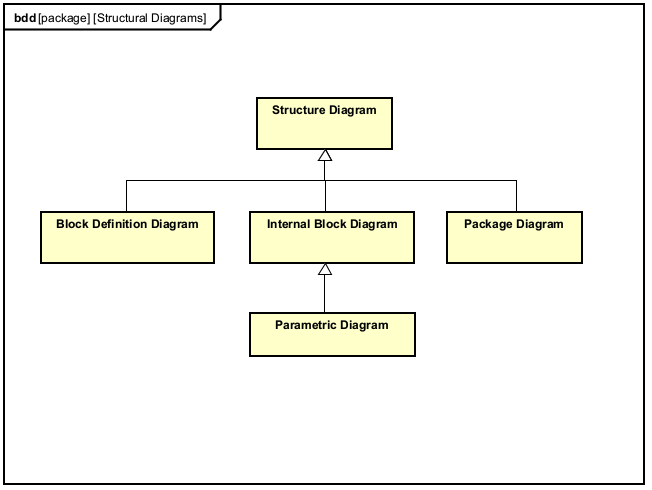 bdd [package] [Structural Diagrams]
Structure Diagram
Block Definition Diagram
Internal Block Diagram
Package Diagram
Parametric Diagram